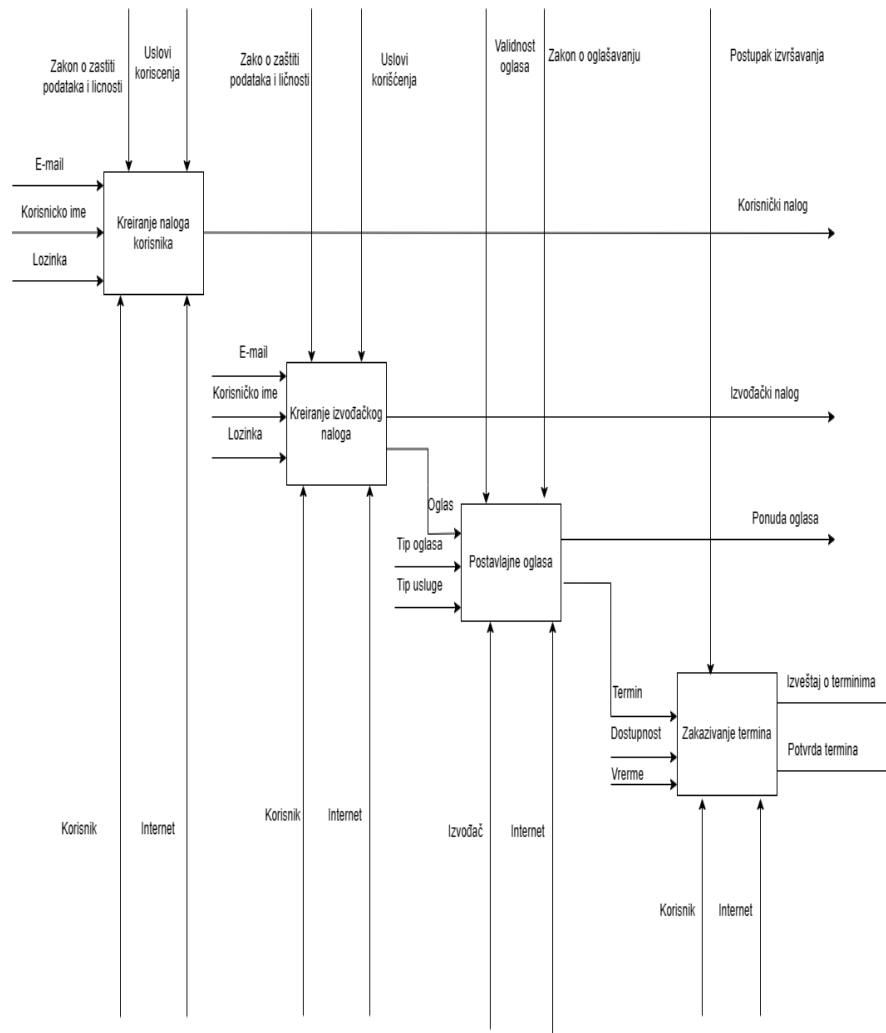 Zakon o zastiti
podataka i licnosti
Uslovi
koriscenja
Zako o zaštiti
podataka i ličnosti
Uslovi
korišćenja
Validnost
oglasa
Zakon o oglašavanju
Postupak izvršavanja
E-mail
Korisnicko ime
Lozinka
Kreiranje naloga
korisnika
Korisnički nalog
E-mail
Korisničko ime
Lozinka
Kreiranje izvođačkog
naloga
Izvođački nalog
Oglas
Tip oglasa
Tip usluge
Postavlajne oglasa
Ponuda oglasa
Termin
Dostupnost
Vrerme
Zakazivanje termina
Izveštaj o terminima
Potvrda termina
Korisnik
Internet
Korisnik
Internet
Izvođač
Internet
Korisnik
Internet